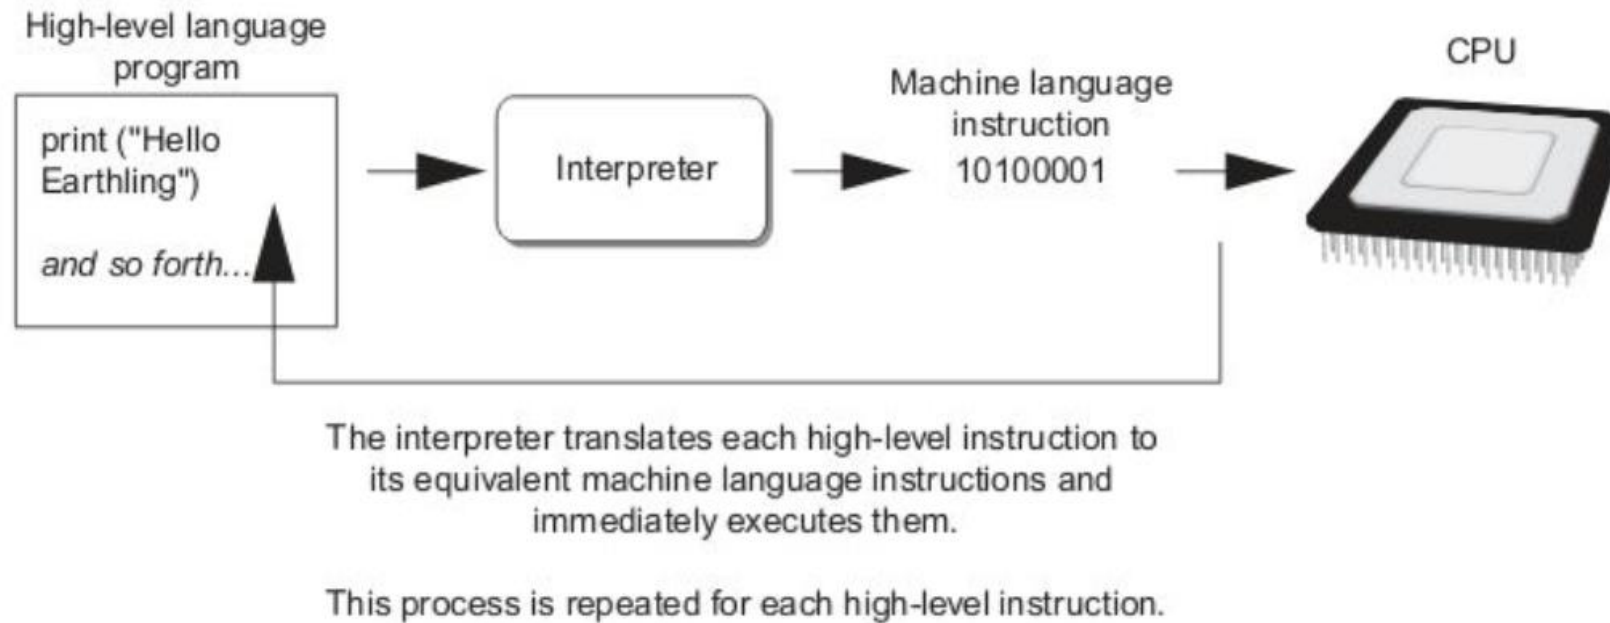 High-level language
program
print ("Hello
Earthling")
and so forth...
Interpreter
Machine language
instruction
10100001
CPU
The interpreter translates each high-level instruction to
its equivalent machine language instructions and
immediately executes them.
This process is repeated for each high-level instruction.